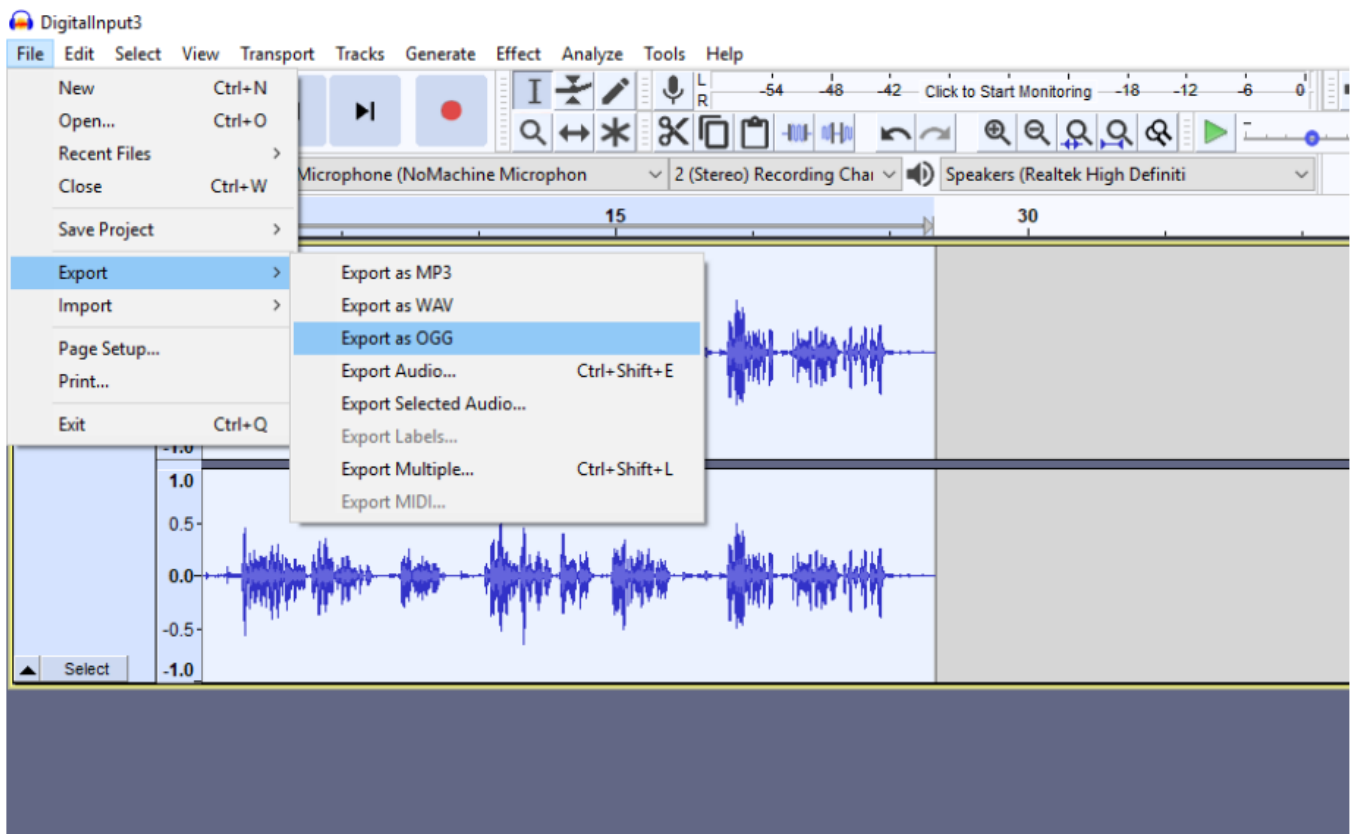 DigitalInput3
File Edit Select View Transport Tracks Generate Effect Analyze Tools Help
New Ctrl+N
Open... Ctrl+O
Recent Files >
Close Ctrl+W
Save Project >
Export >
Import >
Page Setup...
Print...
Exit Ctrl+Q
L
R
-54 -48 -42 Click to Start Monitoring -18 -12 -6 0
Microphone (NoMachine Microphon 2 (Stereo) Recording Chai Speakers (Realtek High Definiti
15 30
Export as MP3
Export as WAV
Export as OGG
Export Audio... Ctrl+Shift+E
Export Selected Audio...
Export Labels...
Export Multiple... Ctrl+Shift+L
Export MIDI...
-1.0
1.0
0.5-
0.0-
-0.5-
-1.0
Select